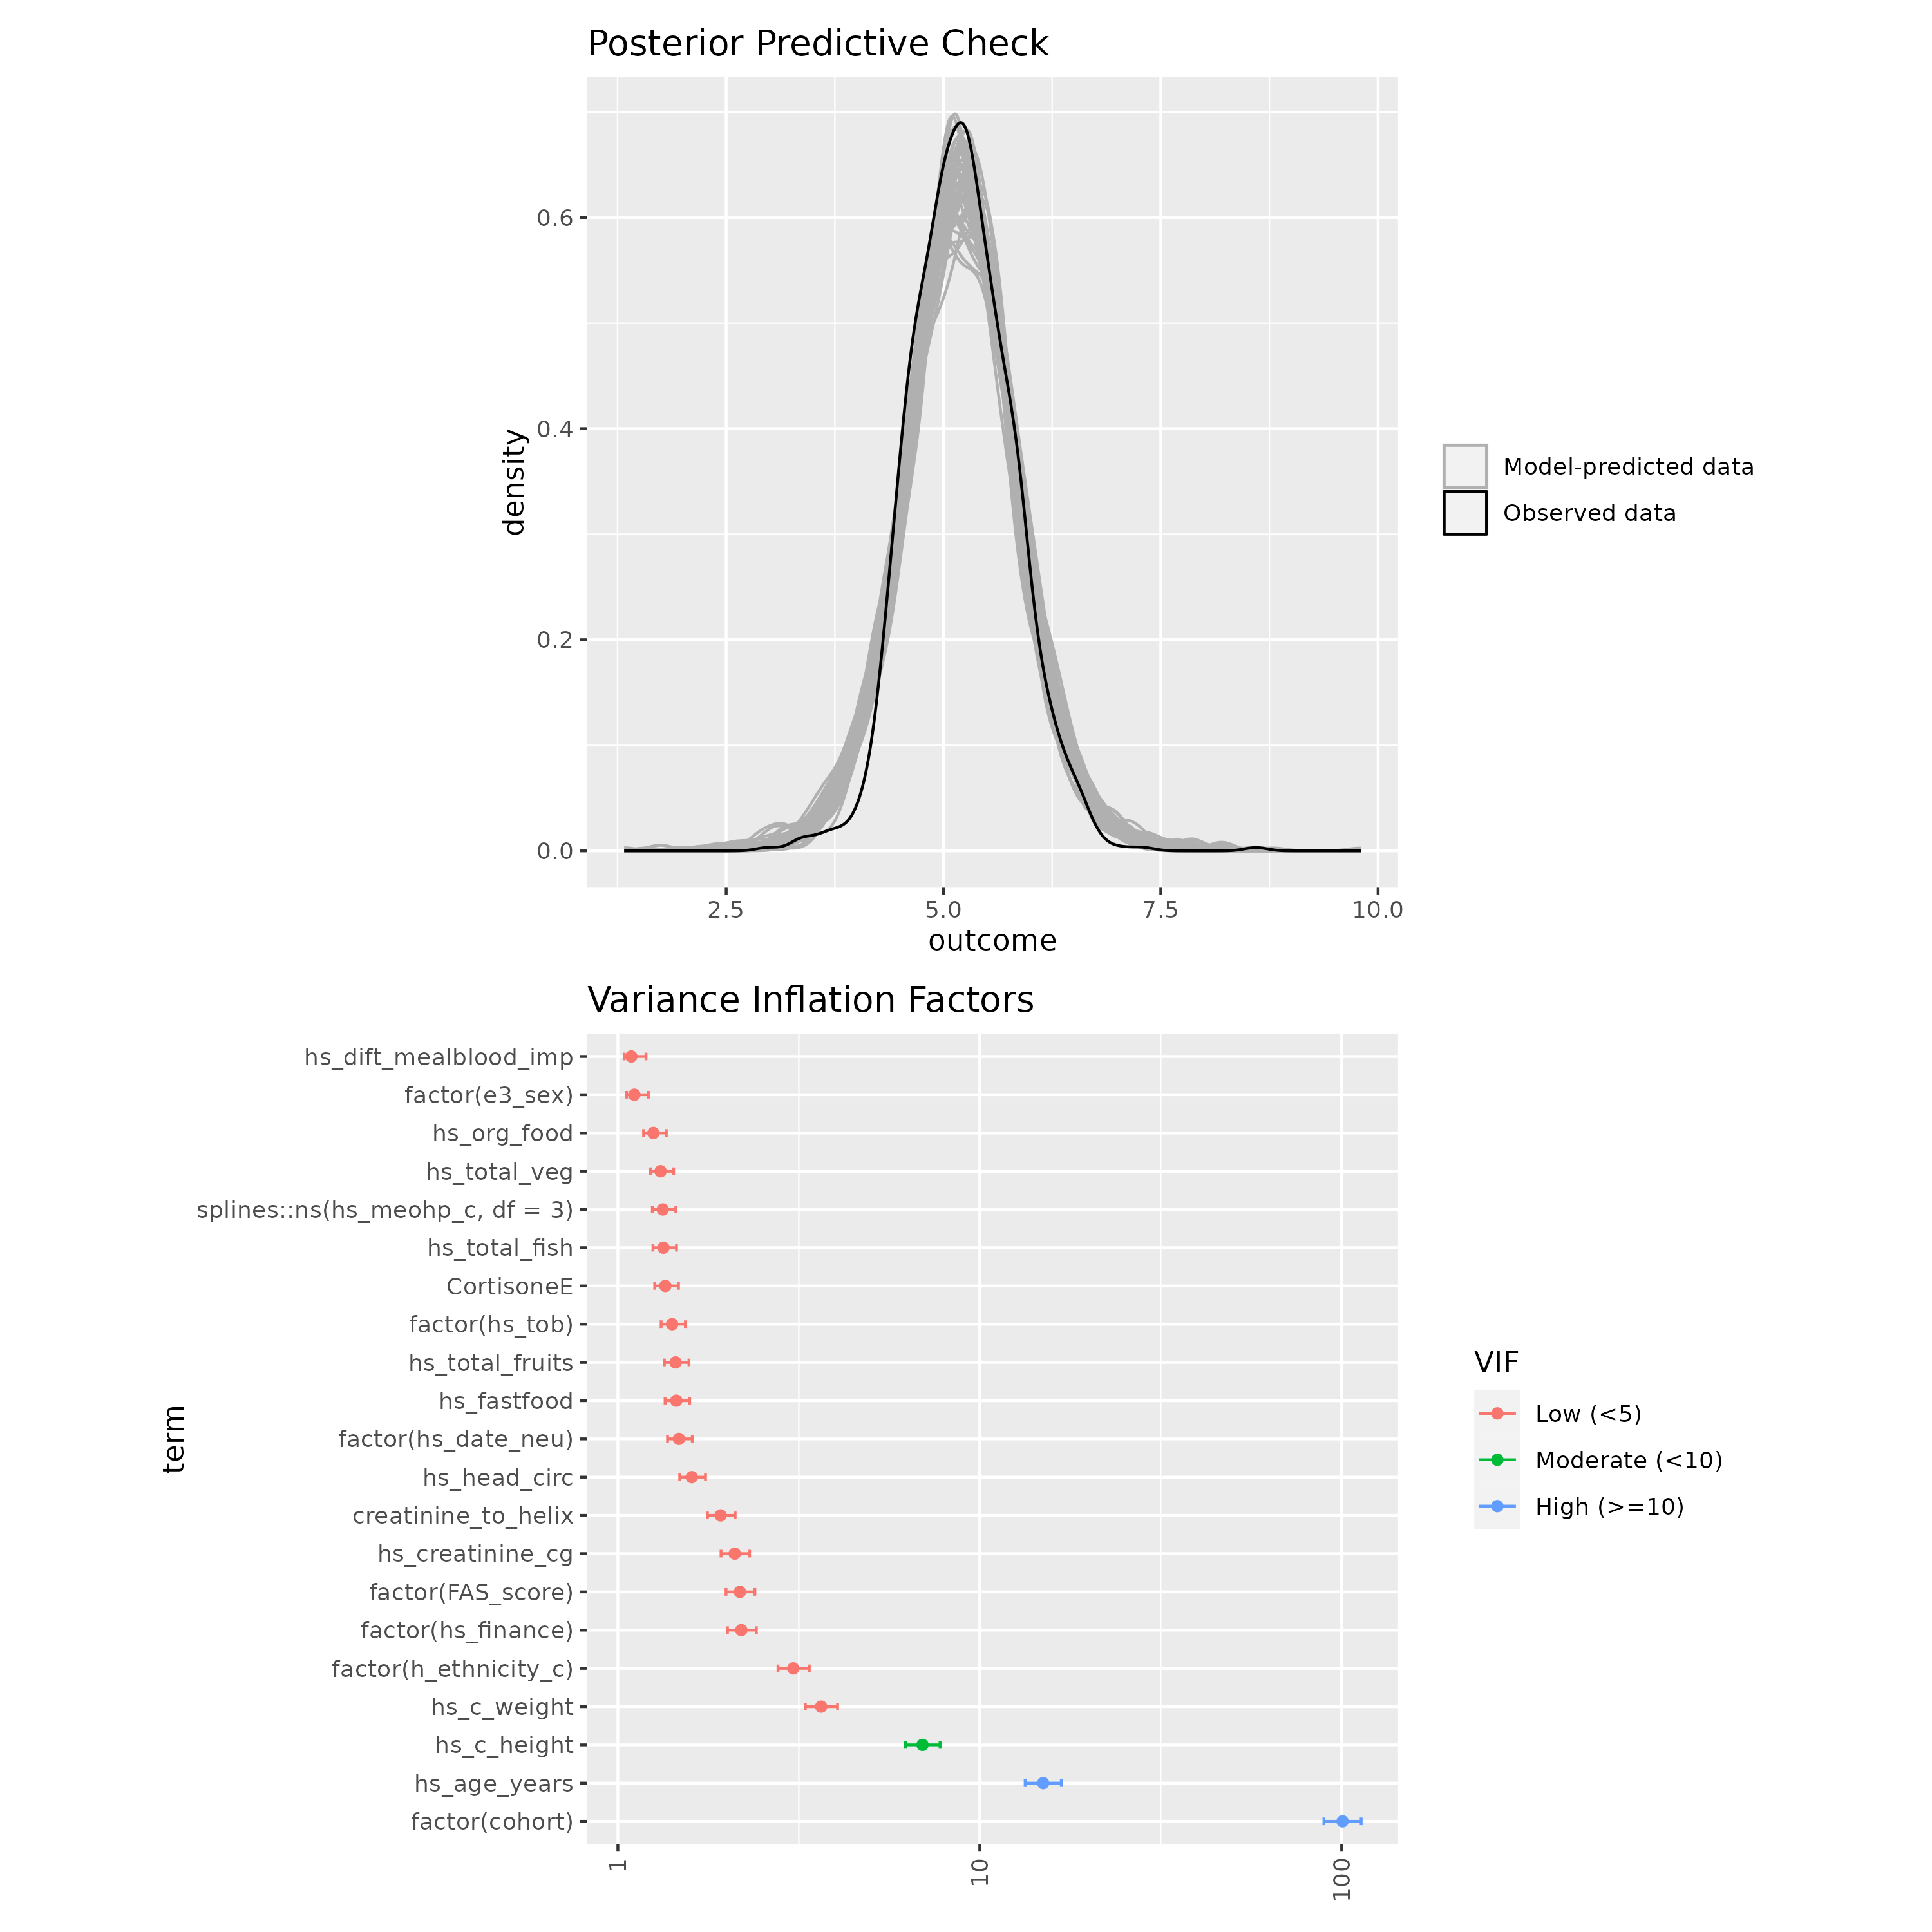 Posterior Predictive Check
density
0.6
0.4
0.2
0.0
2.5 5.0 7.5 10.0
outcome
Model-predicted data
Observed data
Variance Inflation Factors
term
hs_dift_mealblood_imp
factor(e3_sex)
hs_org_food
hs_total_veg
splines::ns(hs_meohp_c, df = 3)
hs_total_fish
CortisoneE
factor(hs_tob)
hs_total_fruits
hs_fastfood
factor(hs_date_neu)
hs_head_circ
creatinine_to_helix
hs_creatinine_cg
factor(FAS_score)
factor(hs_finance)
factor(h_ethnicity_c)
hs_c_weight
hs_c_height
hs_age_years
factor(cohort)
1 10 100
VIF
Low (<5)
Moderate (<10)
High (>=10)